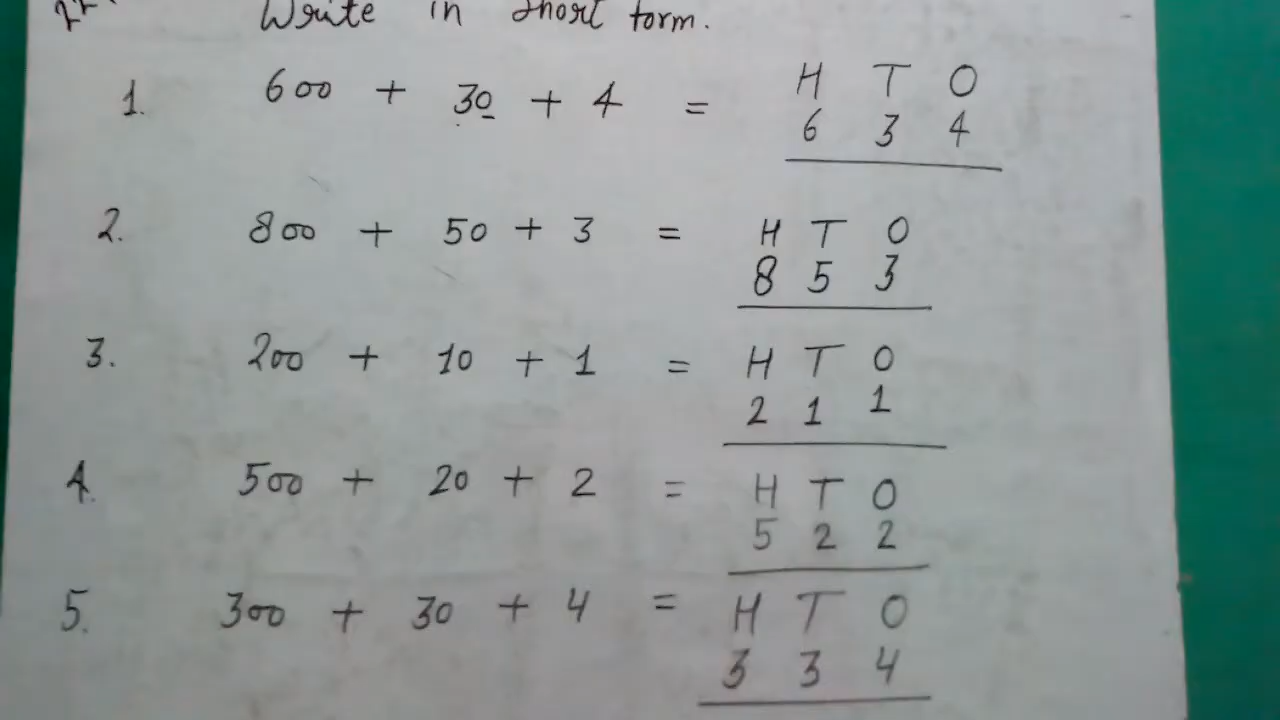 Write in short form.
1. 600 + 30 + 4 = H T O
6 3 4
2. 800 + 50 + 3 = H T O
8 5 3
3. 200 + 10 + 1 = H T O
2 1 1
4. 500 + 20 + 2 = H T O
5 2 2
5. 300 + 30 + 4 = H T O
3 3 4